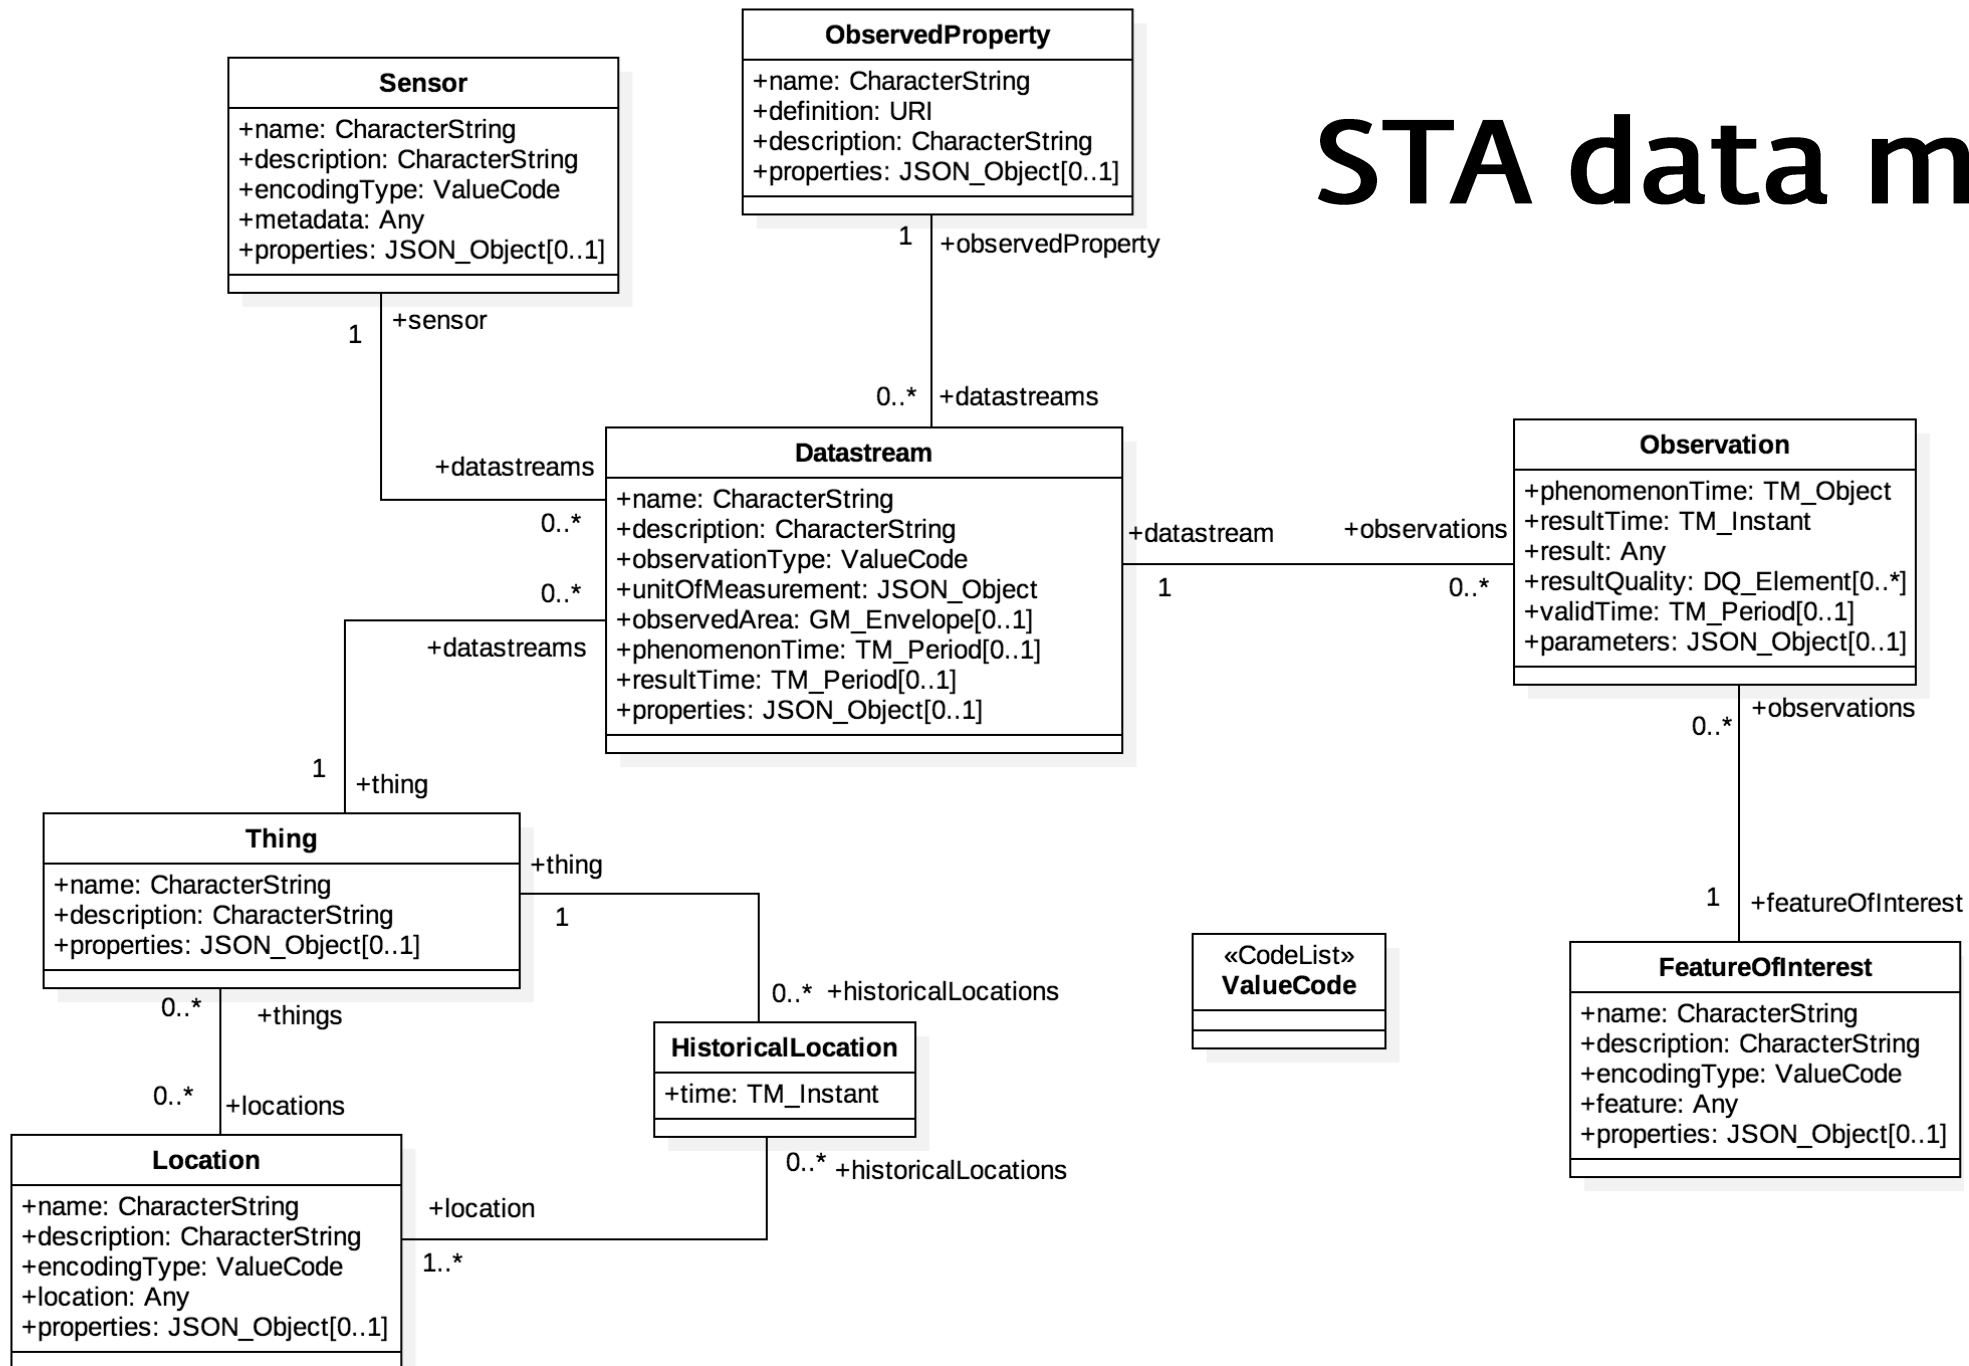 ObservedProperty
+name: CharacterString
+definition: URI
+description: CharacterString
+properties: JSON_Object[0..1]
Sensor
+name: CharacterString
+description: CharacterString
+encodingType: ValueCode
+metadata: Any
+properties: JSON_Object[0..1]
STA data m
1
+observedProperty
1
+sensor
0..*
+datastreams
+datastreams
0..*
Datastream
+name: CharacterString
+description: CharacterString
+observationType: ValueCode
+unitOfMeasurement: JSON_Object
+observedArea: GM_Envelope[0..1]
+phenomenonTime: TM_Period[0..1]
+resultTime: TM_Period[0..1]
+properties: JSON_Object[0..1]
+datastream
1
+observations
0..*
Observation
+phenomenonTime: TM_Object
+resultTime: TM_Instant
+result: Any
+resultQuality: DQ_Element[0..*]
+validTime: TM_Period[0..1]
+parameters: JSON_Object[0..1]
0..*
+datastreams
1
+thing
+observations
0..*
Thing
+name: CharacterString
+description: CharacterString
+properties: JSON_Object[0..1]
+thing
1
1
+featureOfInterest
0..*
+things
0..*
+historicalLocations
HistoricalLocation
+time: TM_Instant
«CodeList»
ValueCode
FeatureOfInterest
+name: CharacterString
+description: CharacterString
+encodingType: ValueCode
+feature: Any
+properties: JSON_Object[0..1]
0..*
+locations
0..*
+historicalLocations
Location
+name: CharacterString
+description: CharacterString
+encodingType: ValueCode
+location: Any
+properties: JSON_Object[0..1]
+location
1..*